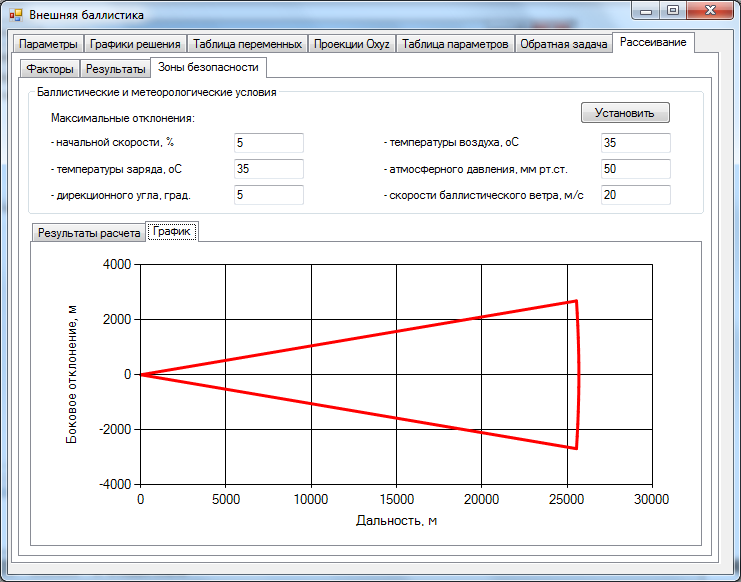 Внешняя баллистика
Параметры Графики решения Таблица переменных Проекции Oxyz Таблица параметров Обратная задача Рассеивание
Факторы Результаты Зоны безопасности
Баллистические и метеорологические условия
Максимальные отклонения: Установить
- начальной скорости, % 5 - температуры воздуха, оС 35
- температуры заряда, оС 35 - атмосферного давления, мм рт.ст. 50
- дирекционного угла, град. 5 - скорости баллистического ветра, м/с 20
Результаты расчета График
4000
2000
0
-2000
-4000
Боковое отклонение, м
0 5000 10000 15000 20000 25000 30000
Дальность, м